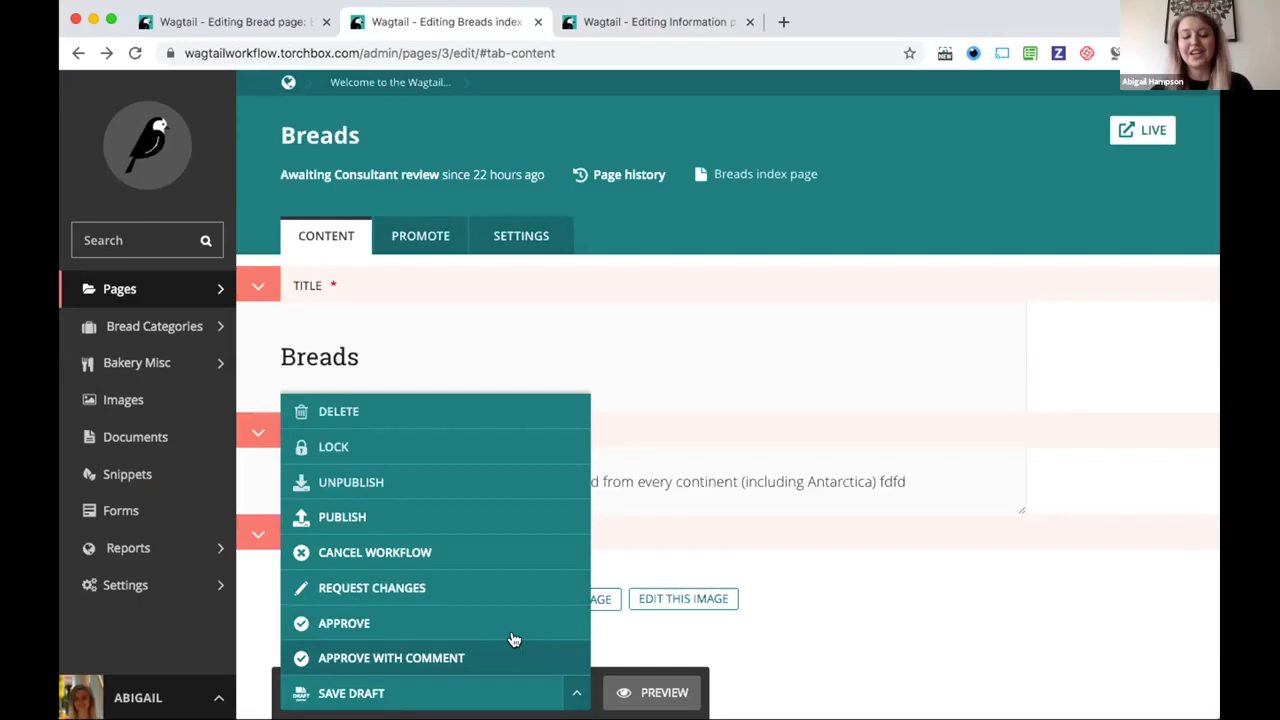 Wagtail - Editing Bread page:
Wagtail - Editing Breads index
Wagtail - Editing Information p
wagtailworkflow.torchbox.com/admin/pages/3/edit/#tab-content
Abigail Hampson
Welcome to the Wagtail...
Breads
LIVE
Awaiting Consultant review since 22 hours ago
Page history
Breads index page
Search
CONTENT
PROMOTE
SETTINGS
Pages
TITLE *
Bread Categories
Bakery Misc
Breads
Images
DELETE
Documents
LOCK
Snippets
UNPUBLISH
d from every continent (including Antarctica) fdfd
Forms
PUBLISH
Reports
CANCEL WORKFLOW
Settings
REQUEST CHANGES
AGE
EDIT THIS IMAGE
APPROVE
APPROVE WITH COMMENT
ABIGAIL
DRAFT
SAVE DRAFT
PREVIEW